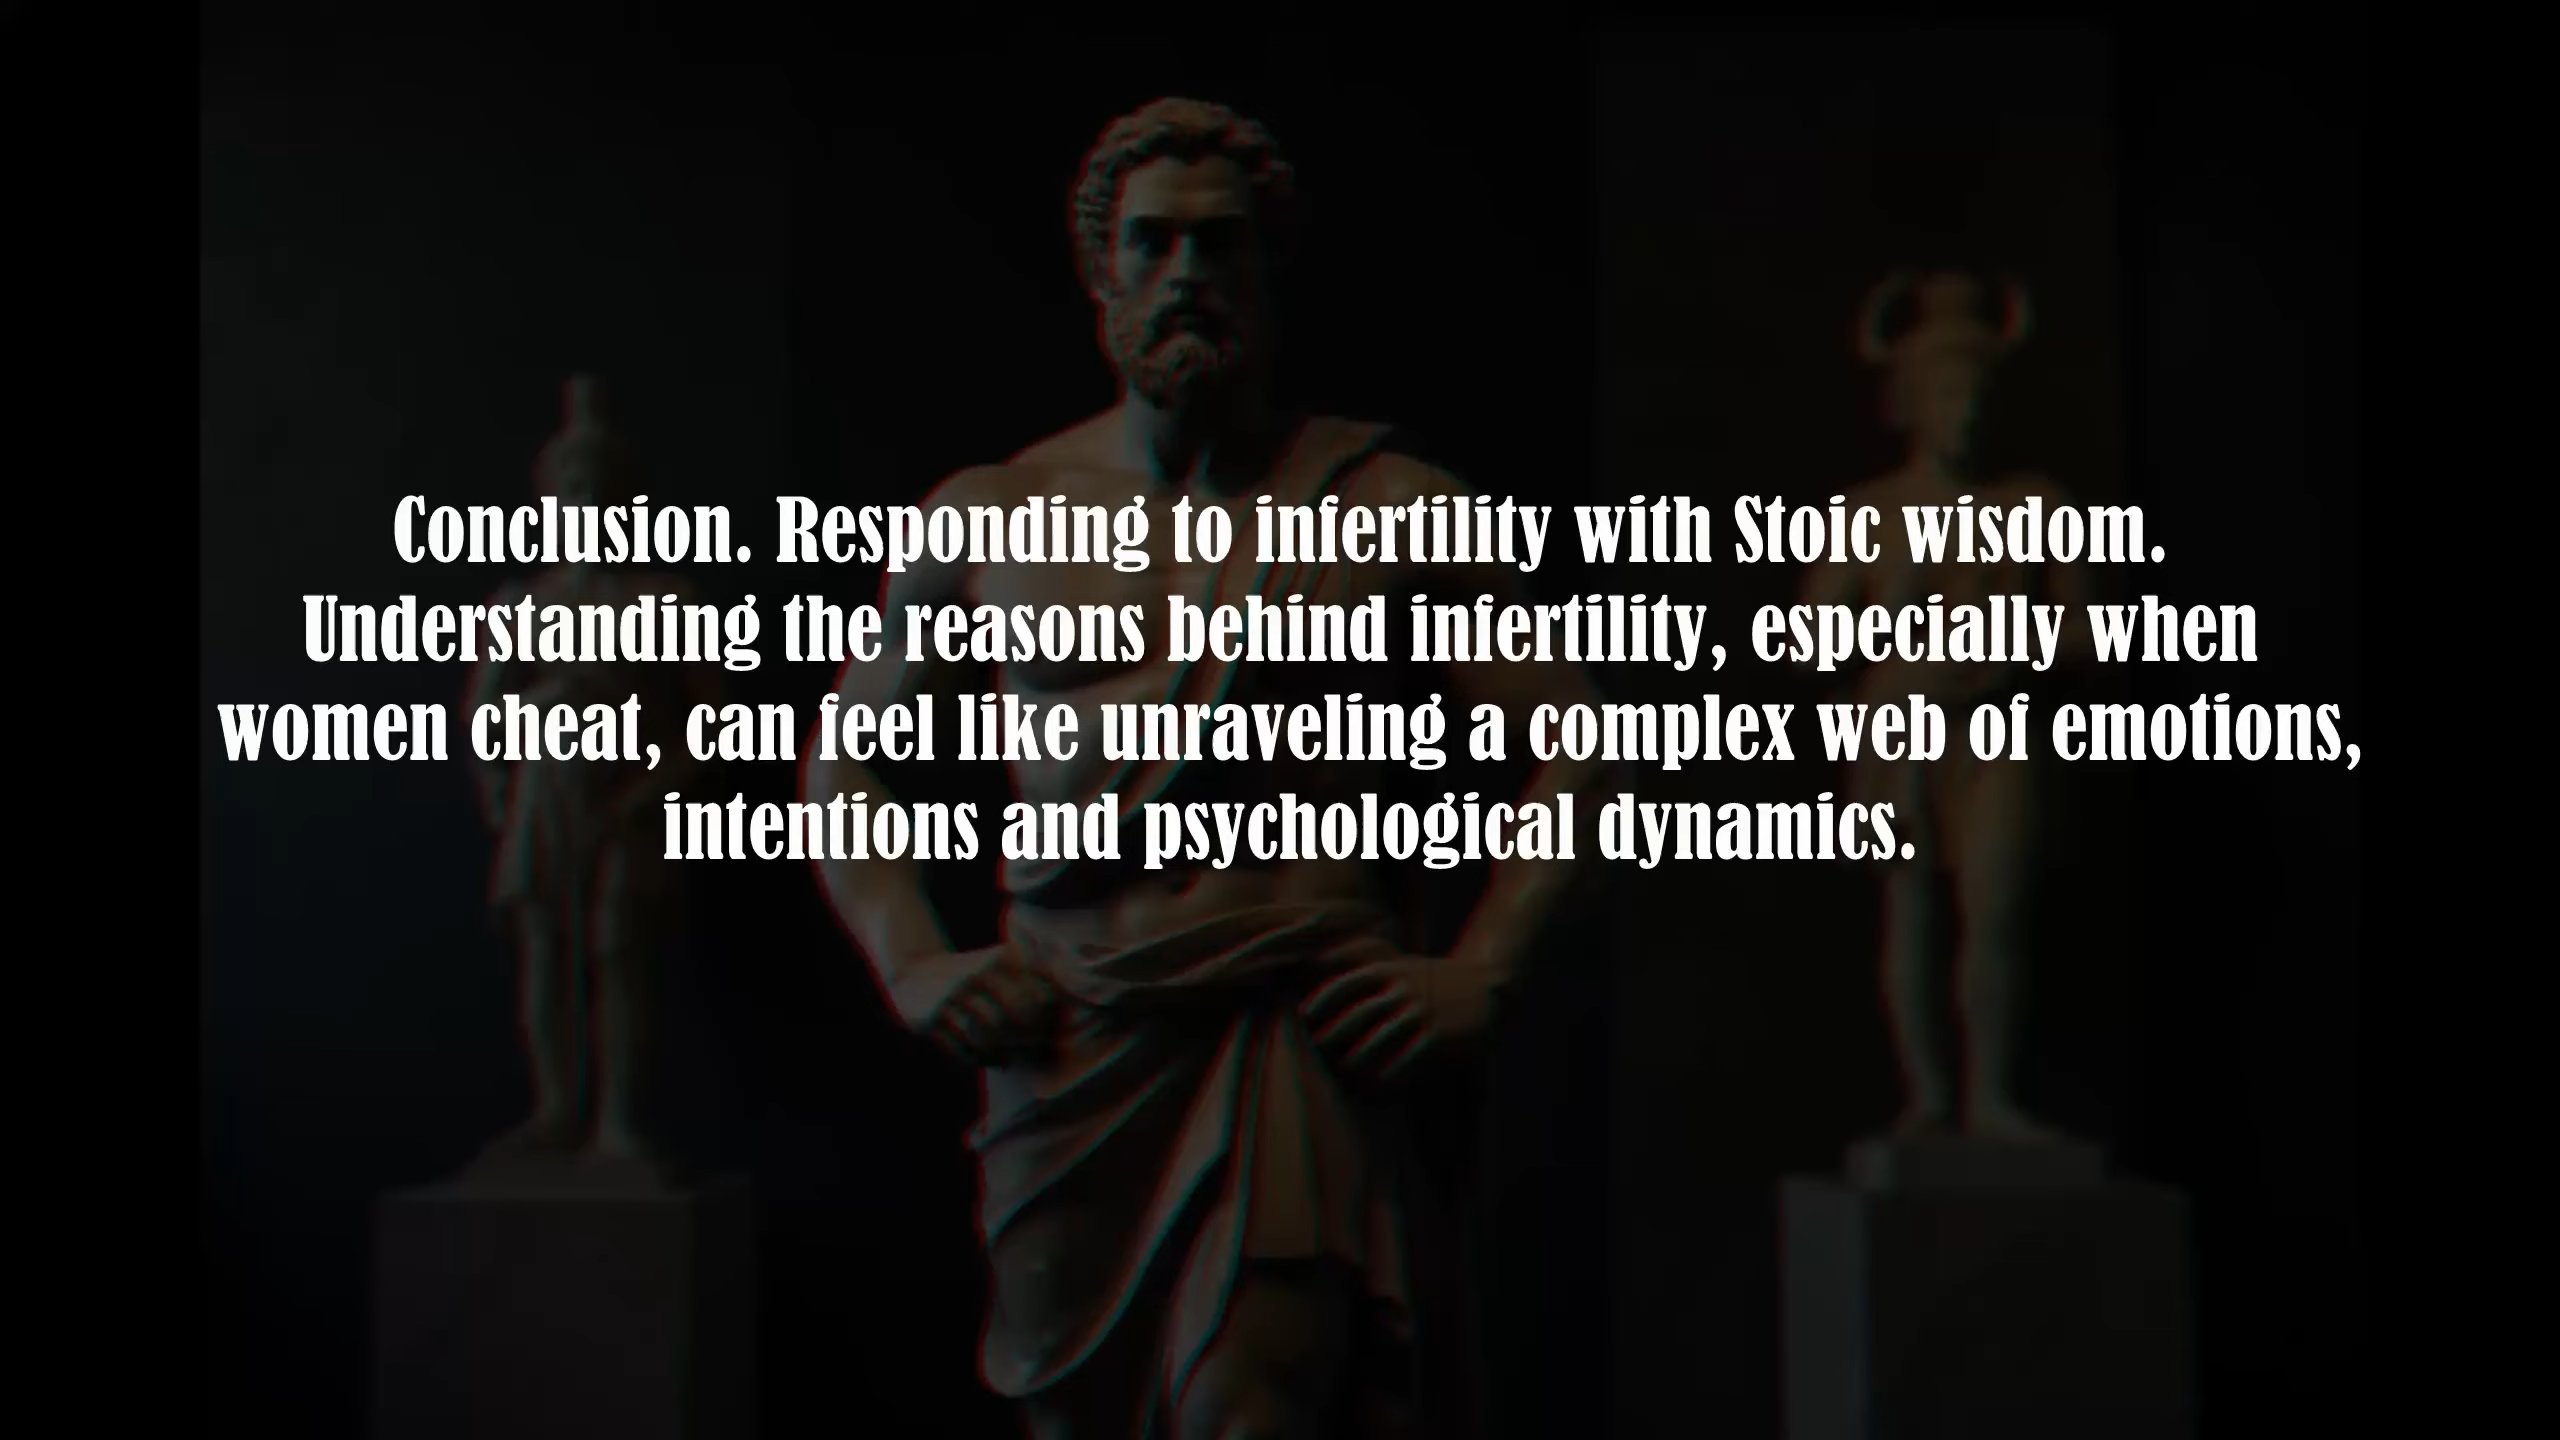 Conclusion. Responding to infertility with Stoic wisdom.
Understanding the reasons behind infertility, especially when
women cheat, can feel like unraveling a complex web of emotions,
intentions and psychological dynamics.